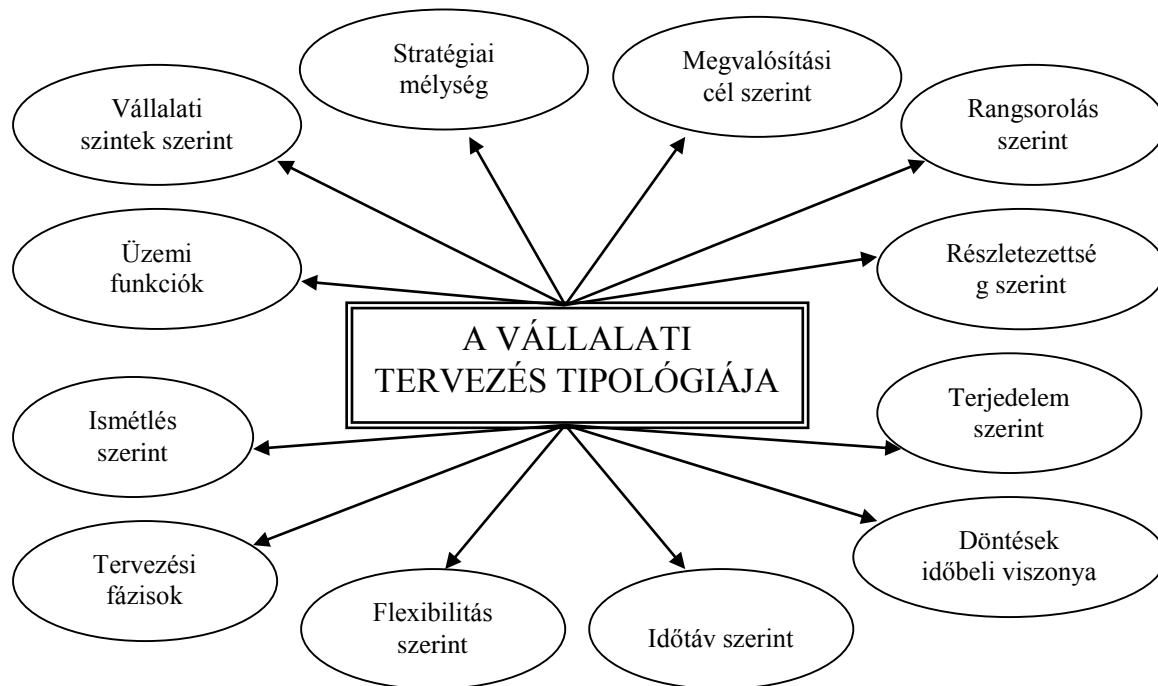 Stratégiai
mélység
Megvalósítási
cél szerint
Vállalati
szintek szerint
Rangsorolás
szerint
Üzemi
funkciók
Részletezettsé
g szerint
A VÁLLALATI
TERVEZÉS TIPOLÓGIÁJA
Ismétlés
szerint
Terjedelem
szerint
Tervezési
fázisok
Döntések
időbeli viszonya
Flexibilitás
szerint
Időtáv szerint